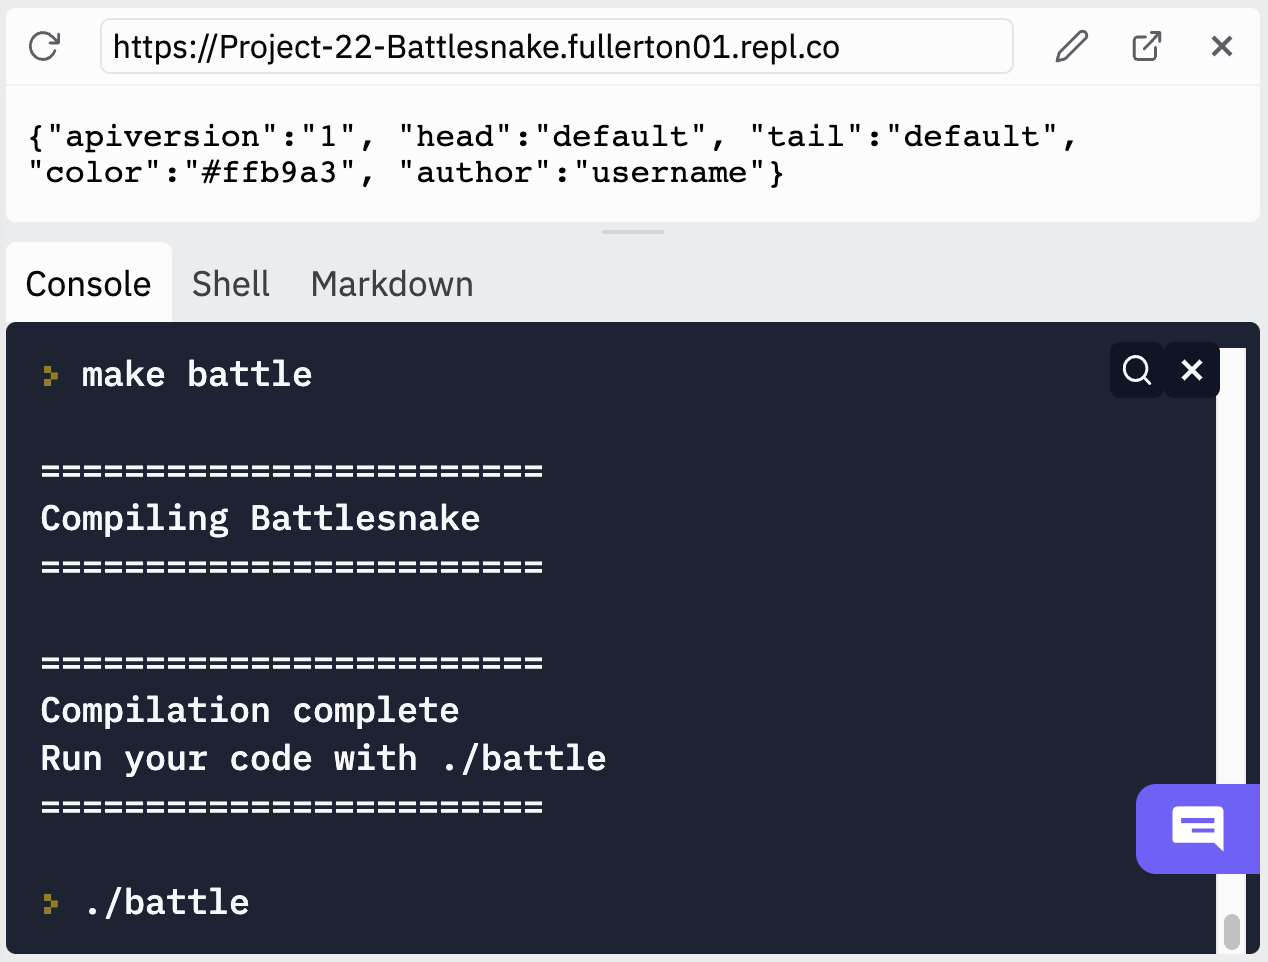 https://Project-22-Battlesnake.fullerton01.repl.co
{"apiversion":"1", "head":"default", "tail":"default",
"color":"#ffb9a3", "author":"username"}
Console Shell Markdown
make battle
========================
Compiling Battlesnake
========================
========================
Compilation complete
Run your code with ./battle
========================
./battle